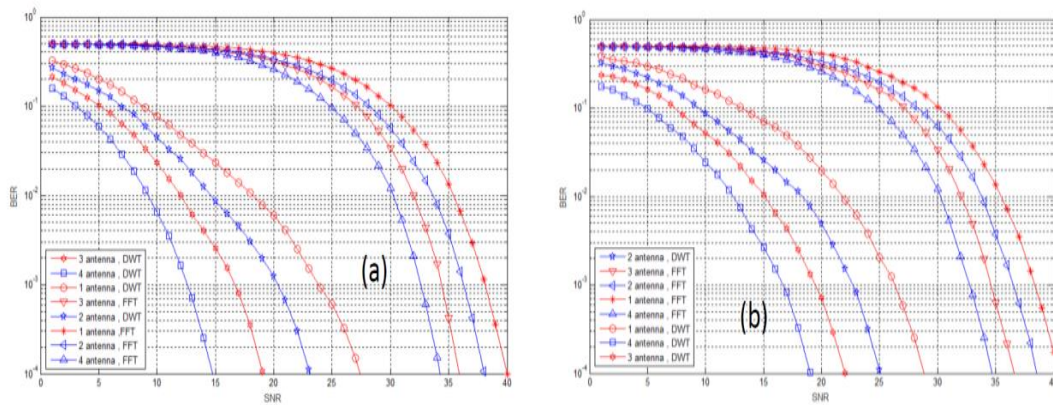 10^0
10^-1
10^-2
10^-3
10^-4
BER
0 5 10 15 20 25 30 35 40
SNR
3 antenna , DWT
4 antenna, DWT
1 antenna, DWT
3 antenna , FFT
2 antenna , DWT
1 antenna ,FFT
2 antenna , FFT
4 antenna, FFT
(a)
10^0
10^-1
10^-2
10^-3
10^-4
BER
0 5 10 15 20 25 30 35 40
SNR
2 antenna , DWT
3 antenna , FFT
2 antenna , FFT
1 antenna , FFT
4 antenna , FFT
1 antenna , DWT
4 antenna , DWT
3 antenna , DWT
(b)